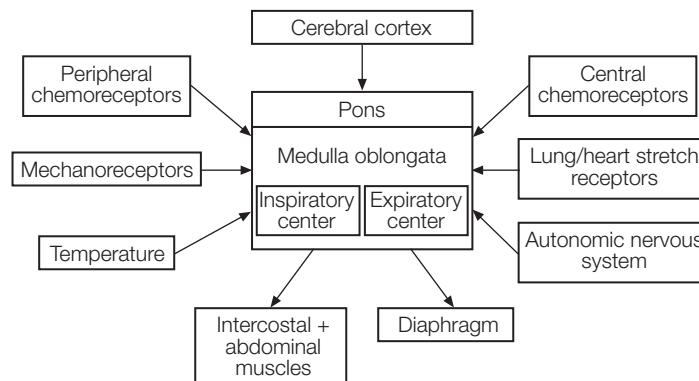 Cerebral cortex
Peripheral
chemoreceptors
Central
chemoreceptors
Pons
Medulla oblongata
Mechanoreceptors
Lung/heart stretch
receptors
Inspiratory
center
Expiratory
center
Temperature
Autonomic nervous
system
Intercostal +
abdominal
muscles
Diaphragm